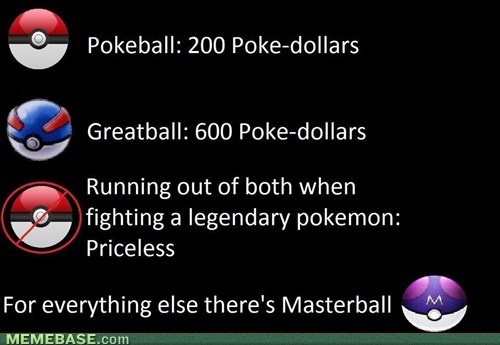 Pokeball: 200 Poke-dollars
Greatball: 600 Poke-dollars
Running out of both when
fighting a legendary pokemon:
Priceless
For everything else there's Masterball
M
MEMEBASE.com